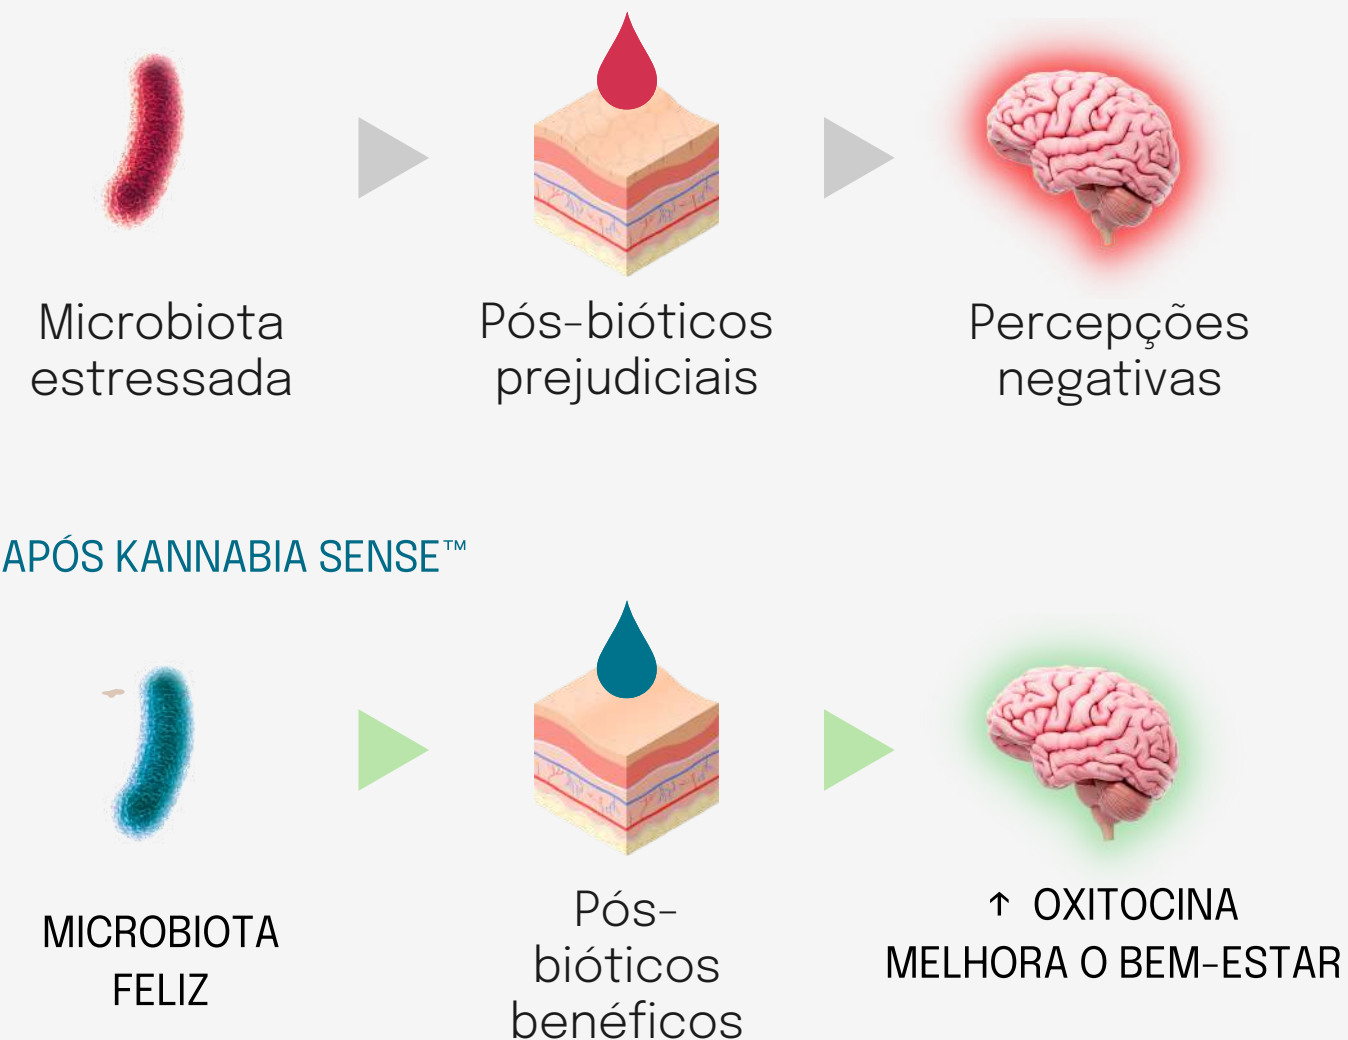 Microbiota
estressada
Pós-bióticos
prejudiciais
Percepções
negativas
APÓS KANNABIA SENSE™
MICROBIOTA
FELIZ
Pós-
bióticos
benéficos
↑ OXITOCINA
MELHORA O BEM-ESTAR